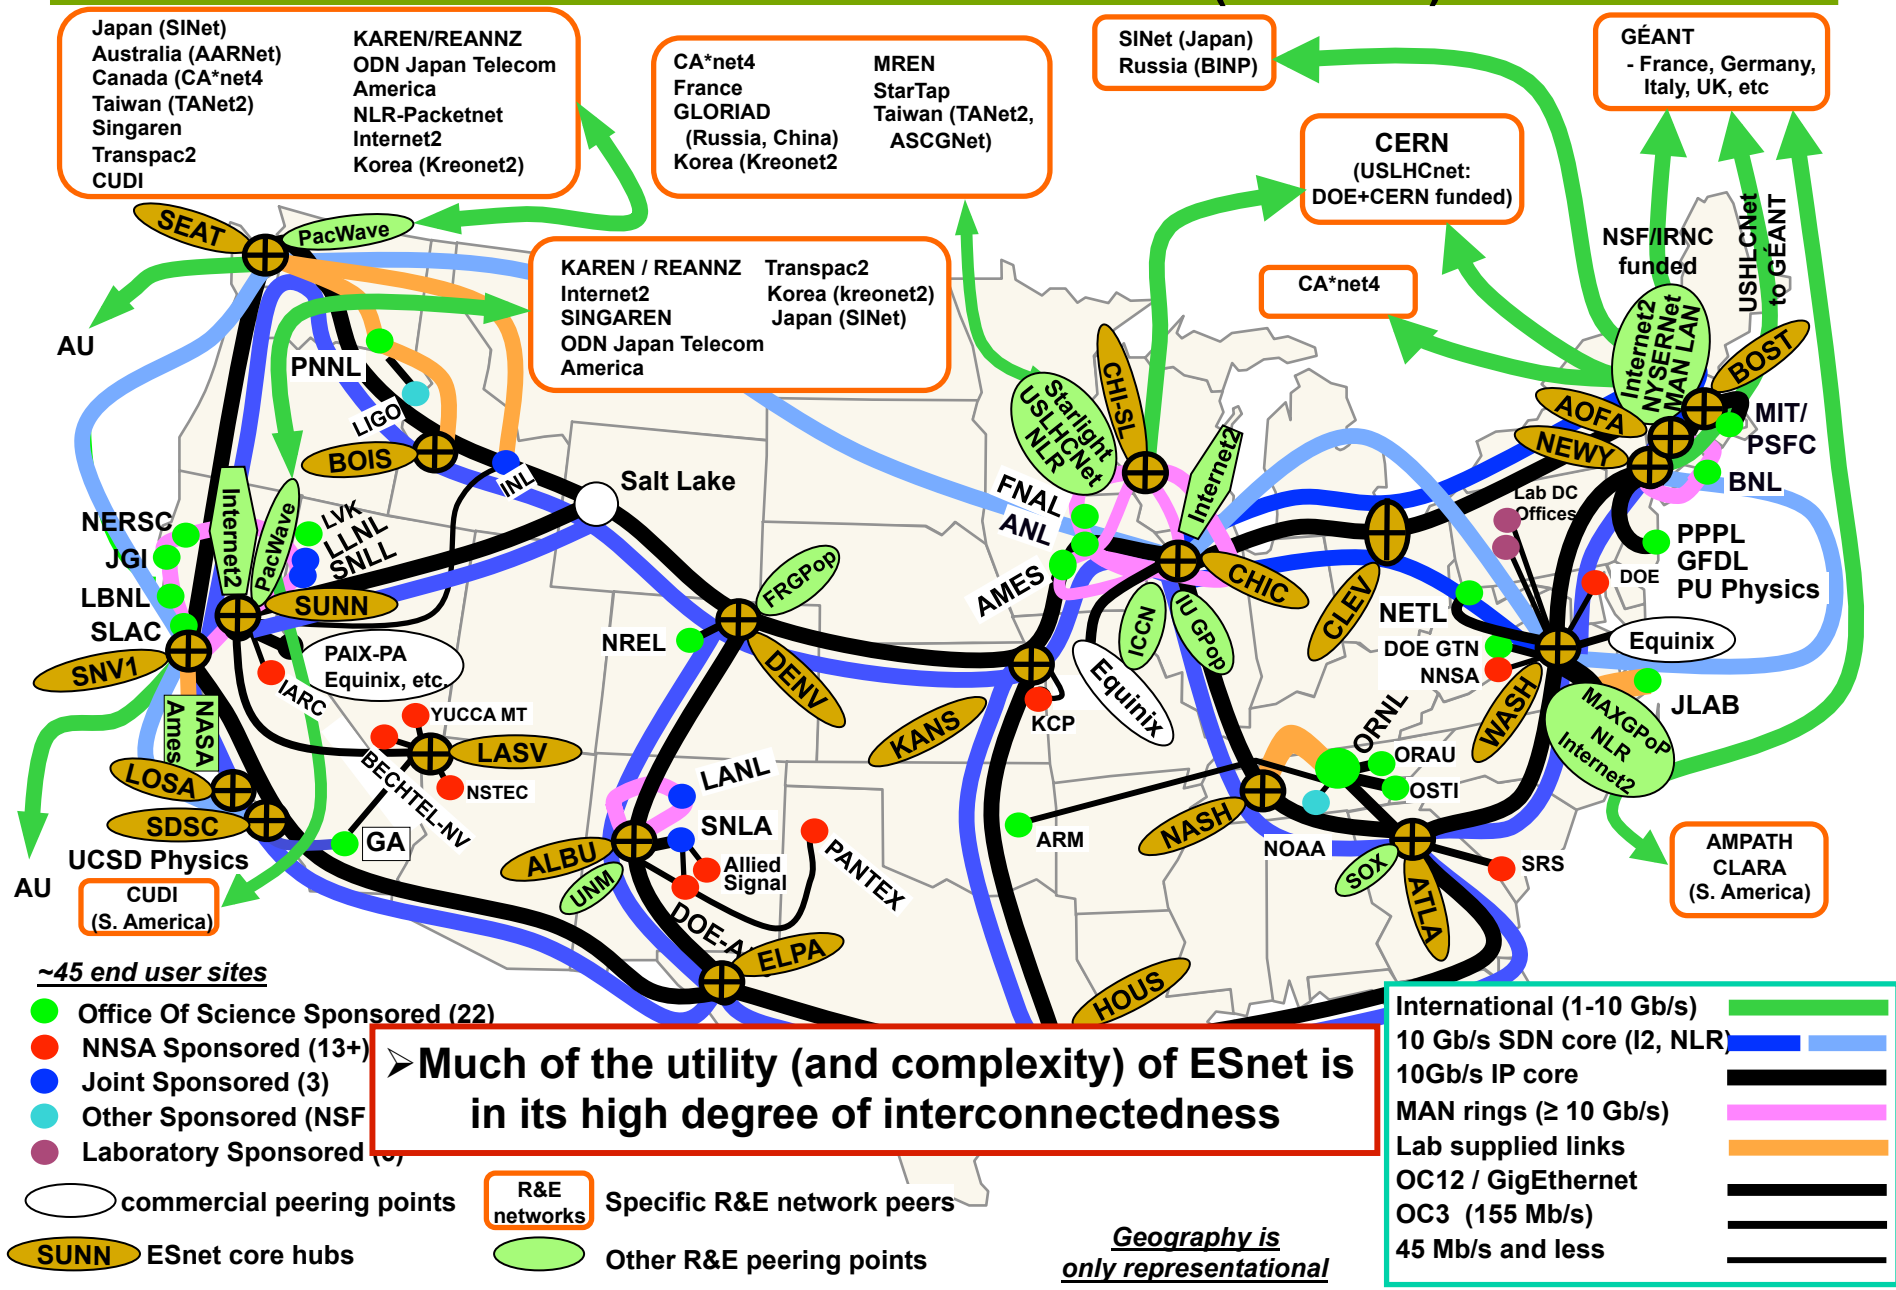 Japan (SINet)
Australia (AARNet)
Canada (CA*net4
Taiwan (TANet2)
Singaren
Transpac2
CUDI
KAREN/REANNZ
ODN Japan Telecom
America
NLR-Packetnet
Internet2
Korea (Kreonet2)
CA*net4
France
GLORIAD
(Russia, China)
Korea (Kreonet2
MREN
StarTap
Taiwan (TANet2,
ASCGNet)
SINet (Japan)
Russia (BINP)
GÉANT
- France, Germany,
Italy, UK, etc
CERN
(USLHCnet:
DOE+CERN funded)
KAREN / REANNZ
Internet2
SINGAREN
ODN Japan Telecom
America
Transpac2
Korea (kreonet2)
Japan (SINet)
CA*net4
NSF/IRNC
funded
USHLCNet
to GÉANT
SEAT
PacWave
AU
PNNL
LIGO
BOIS
INL
Salt Lake
Internet2
PacWave
LVK
LLNL
SNLL
NERSC
JGI
LBNL
SLAC
SNV1
SUNN
PAIX-PA
Equinix, etc.
IARC
NASA
Ames
YUCCA MT
LASV
BECHTEL-NV
NSTEC
LOSA
SDSC
UCSD Physics
GA
AU
CUDI
(S. America)
FRGPop
NREL
DENV
LANL
SNLA
ALBU
UNM
Allied
Signal
PANTEX
DOE-A
ELPA
KANS
KCP
HOUS
Starlight
USLHCNet
NLR
CHI-SL
Internet2
FNAL
ANL
AMES
CHIC
ICCN
IU GPop
Equinix
CLEV
Internet2
NYSERNet
MAN LAN
BOST
AOFA
NEWY
MIT/
PSFC
BNL
Lab DC
Offices
PPPL
GFDL
PU Physics
DOE
NETL
DOE GTN
NNSA
Equinix
WASH
JLAB
MAXGPoP
NLR
Internet2
ORNL
ORAU
OSTI
ARM
NASH
NOAA
SOX
ATLA
SRS
AMPATH
CLARA
(S. America)
~45 end user sites
Office Of Science Sponsored (22)
NNSA Sponsored (13+)
Joint Sponsored (3)
Other Sponsored (NSF
Laboratory Sponsored
commercial peering points
SUNN
ESnet core hubs
R&E
networks
Specific R&E network peers
Other R&E peering points
➢Much of the utility (and complexity) of ESnet is
in its high degree of interconnectedness
Geography is
only representational
International (1-10 Gb/s)
10 Gb/s SDN core (I2, NLR)
10Gb/s IP core
MAN rings (≥ 10 Gb/s)
Lab supplied links
OC12 / GigEthernet
OC3 (155 Mb/s)
45 Mb/s and less